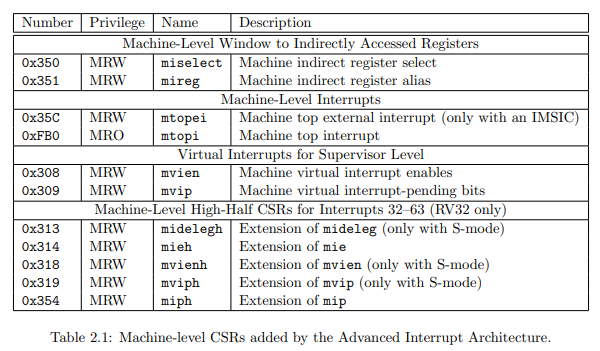 Number Privilege Name Description
Machine-Level Window to Indirectly Accessed Registers
0x350 MRW miselect Machine indirect register select
0x351 MRW mireg Machine indirect register alias
Machine-Level Interrupts
0x35C MRW mtopei Machine top external interrupt (only with an IMSIC)
0xFB0 MRO mtopi Machine top interrupt
Virtual Interrupts for Supervisor Level
0x308 MRW mvien Machine virtual interrupt enables
0x309 MRW mvip Machine virtual interrupt-pending bits
Machine-Level High-Half CSRs for Interrupts 32–63 (RV32 only)
0x313 MRW midelegh Extension of mideleg (only with S-mode)
0x314 MRW mieh Extension of mie
0x318 MRW mvienh Extension of mvien (only with S-mode)
0x319 MRW mviph Extension of mvip (only with S-mode)
0x354 MRW miph Extension of mip
Table 2.1: Machine-level CSRs added by the Advanced Interrupt Architecture.